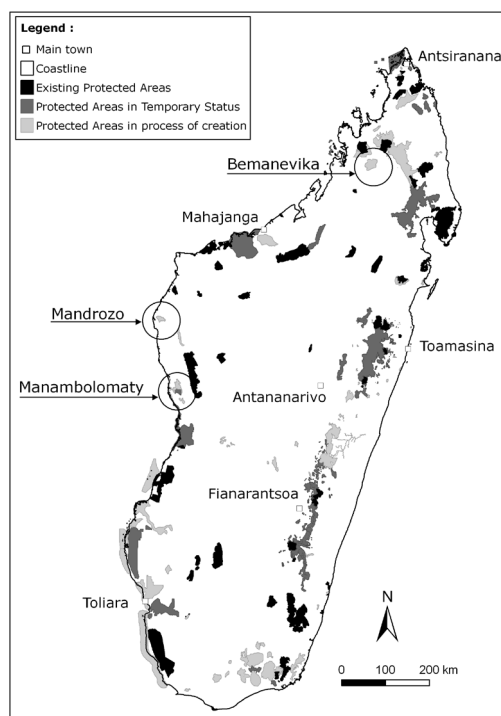 Legend :
Main town
Coastline
Existing Protected Areas
Protected Areas in Temporary Status
Protected Areas in process of creation
Antsiranana
Bemanevika
Mahajanga
Mandrozo
Toamasina
Manambolomaty
Antananarivo
Fianarantsoa
Toliara
N
0 100 200 km